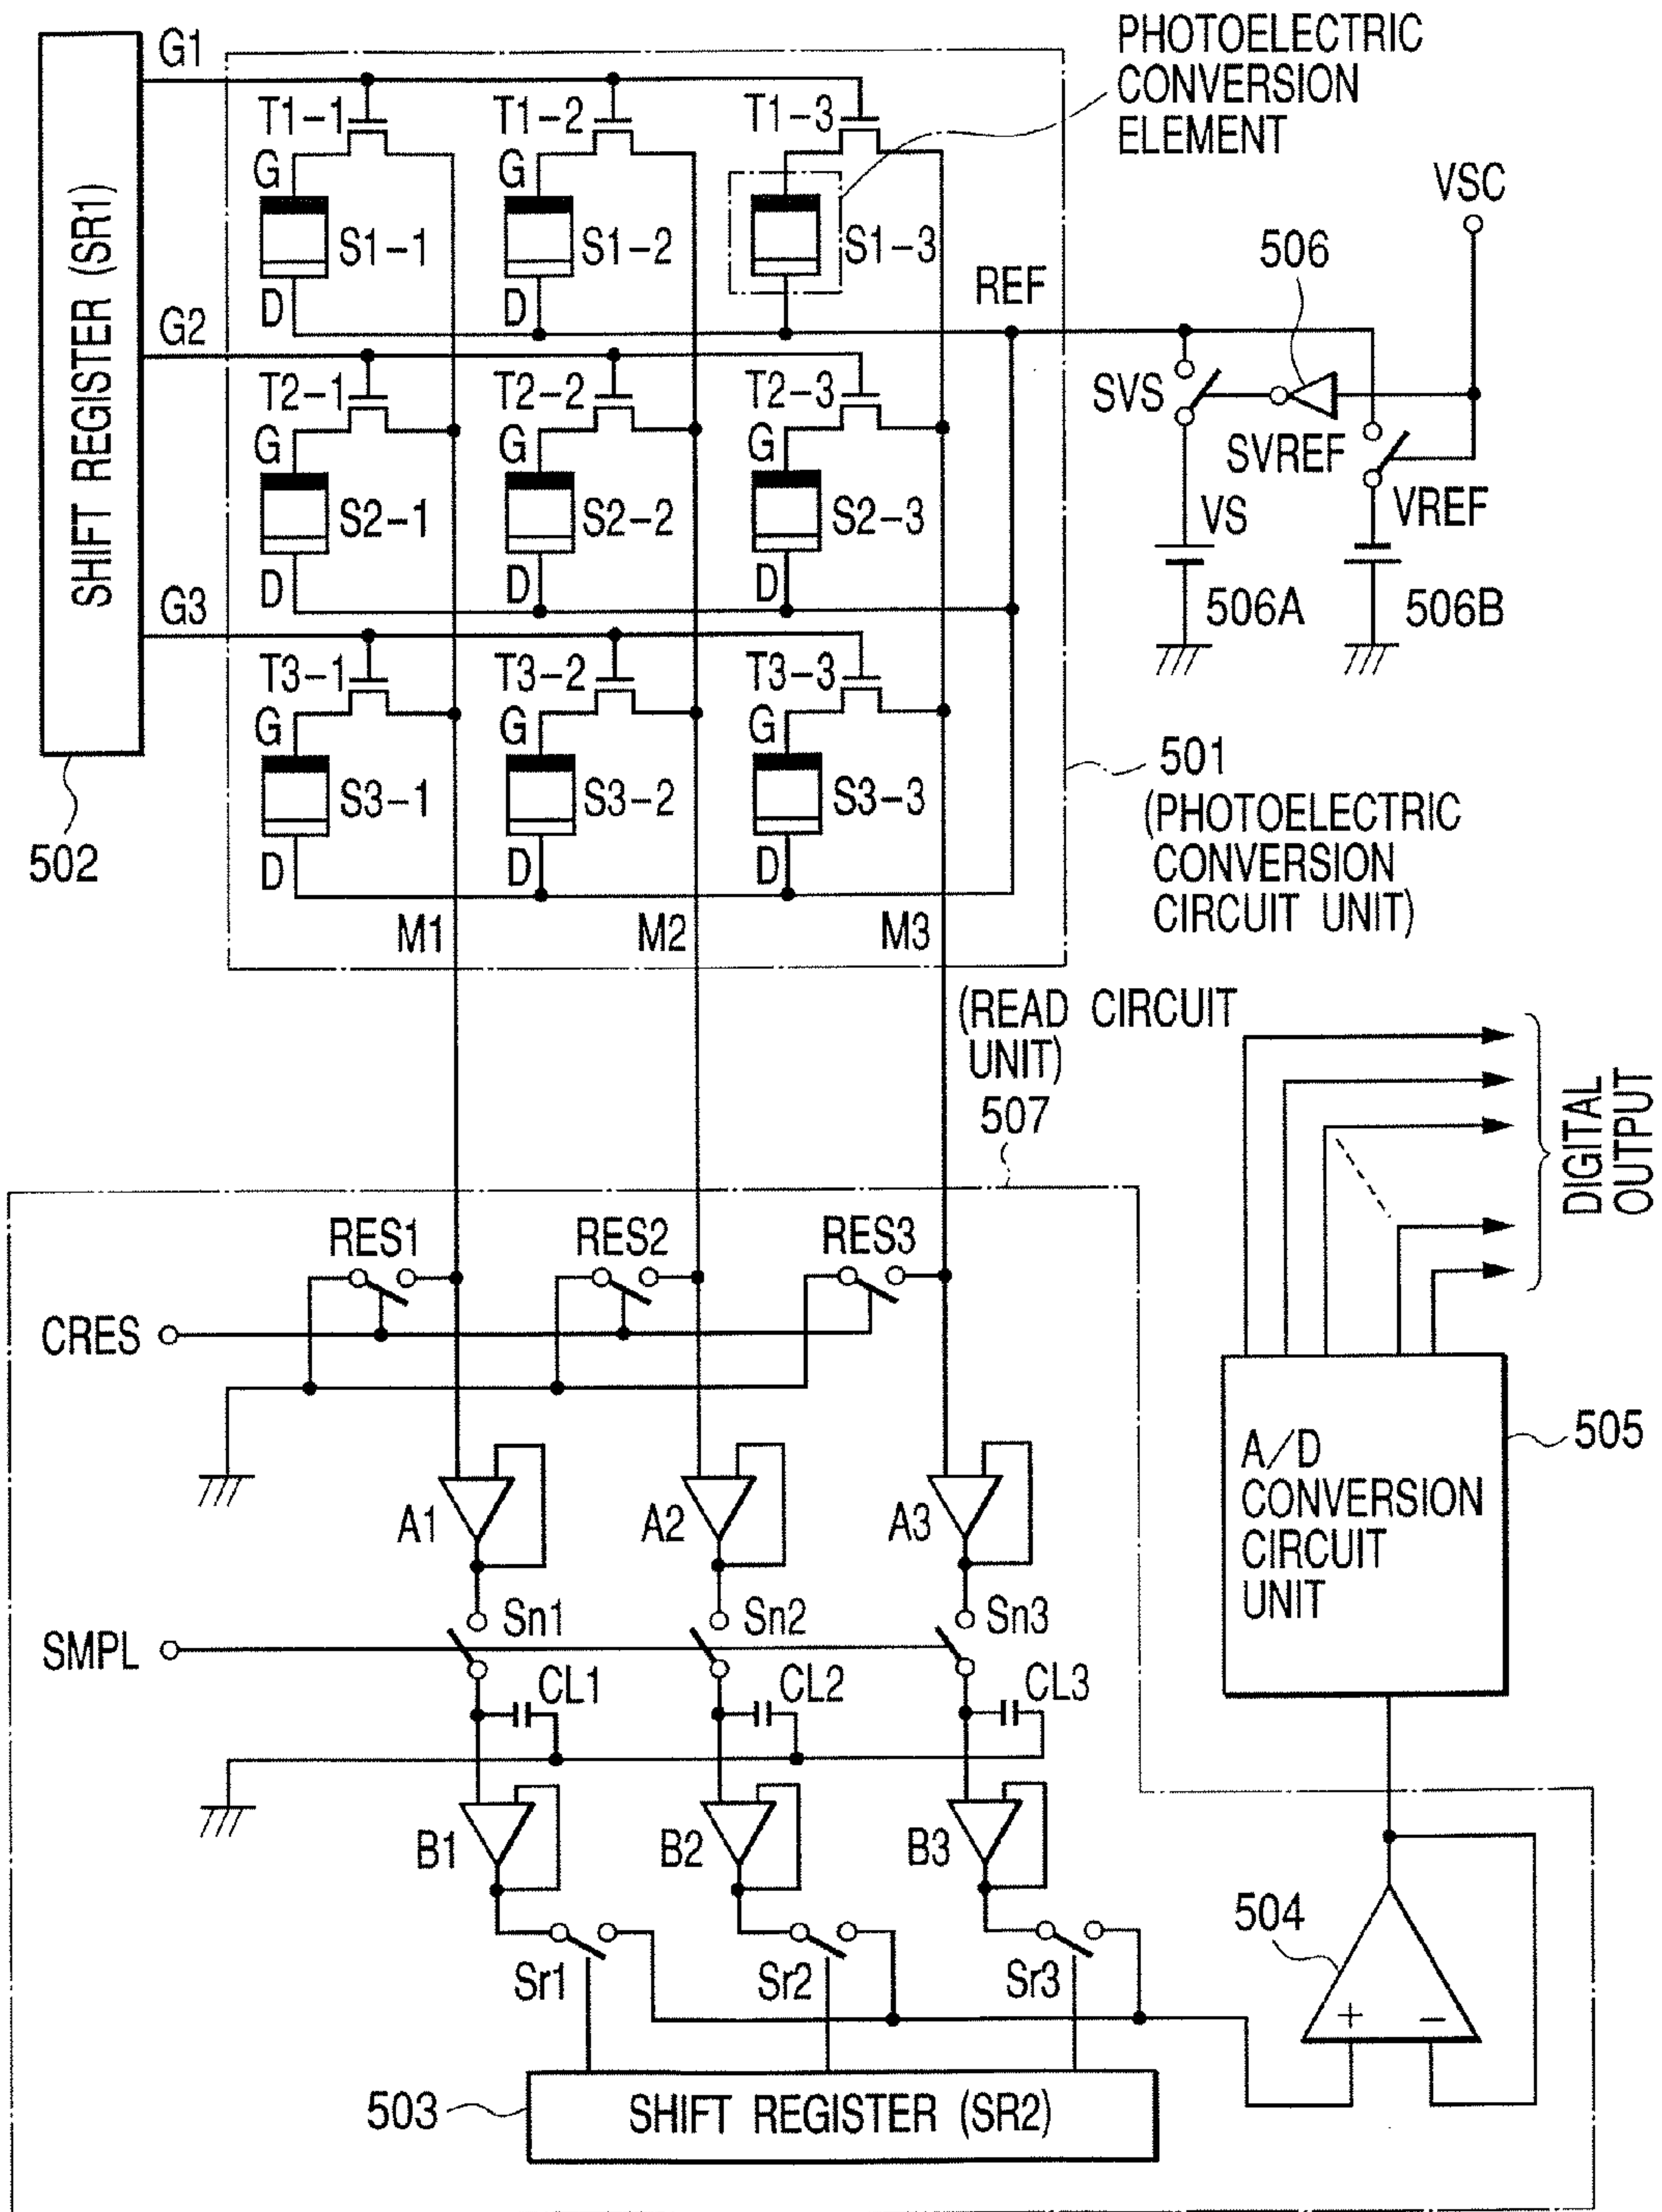 G1
PHOTOELECTRIC
CONVERSION
ELEMENT
SHIFT REGISTER (SR1)
T1-1
T1-2
T1-3
G
G
S1-1
S1-2
S1-3
D
D
REF
VSC
506
G2
T2-1
T2-2
T2-3
G
G
G
SVS
SVREF
S2-1
S2-2
S2-3
VS
VREF
D
D
D
506A
506B
G3
T3-1
T3-2
T3-3
G
G
G
S3-1
S3-2
S3-3
D
D
D
502
501
(PHOTOELECTRIC
CONVERSION
CIRCUIT UNIT)
M1
M2
M3
(READ CIRCUIT
UNIT)
507
DIGITAL
OUTPUT
RES1
RES2
RES3
CRES
A1
A2
A3
A/D
CONVERSION
CIRCUIT
UNIT
505
Sn1
Sn2
Sn3
SMPL
CL1
CL2
CL3
B1
B2
B3
504
Sr1
Sr2
Sr3
+ −
503
SHIFT REGISTER (SR2)